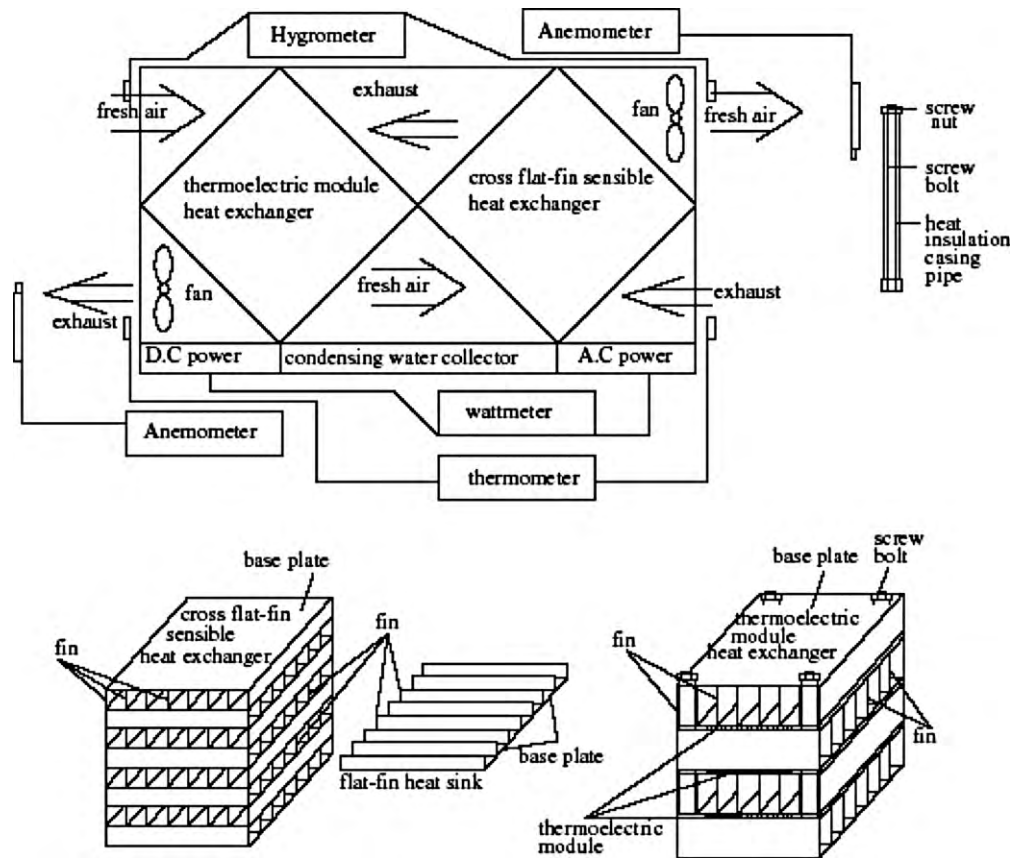 Hygrometer
Anemometer
fresh air
exhaust
fan
fresh air
screw
nut
screw
bolt
heat
insulation
casing
pipe
thermoelectric module
heat exchanger
cross flat-fin sensible
heat exchanger
exhaust
fan
fresh air
exhaust
D.C power
condensing water collector
A.C power
wattmeter
Anemometer
thermometer
base plate
cross flat-fin
sensible
heat exchanger
fin
fin
base plate
flat-fin heat sink
base plate
screw
bolt
thermoelectric
module
heat exchanger
fin
fin
thermoelectric
module